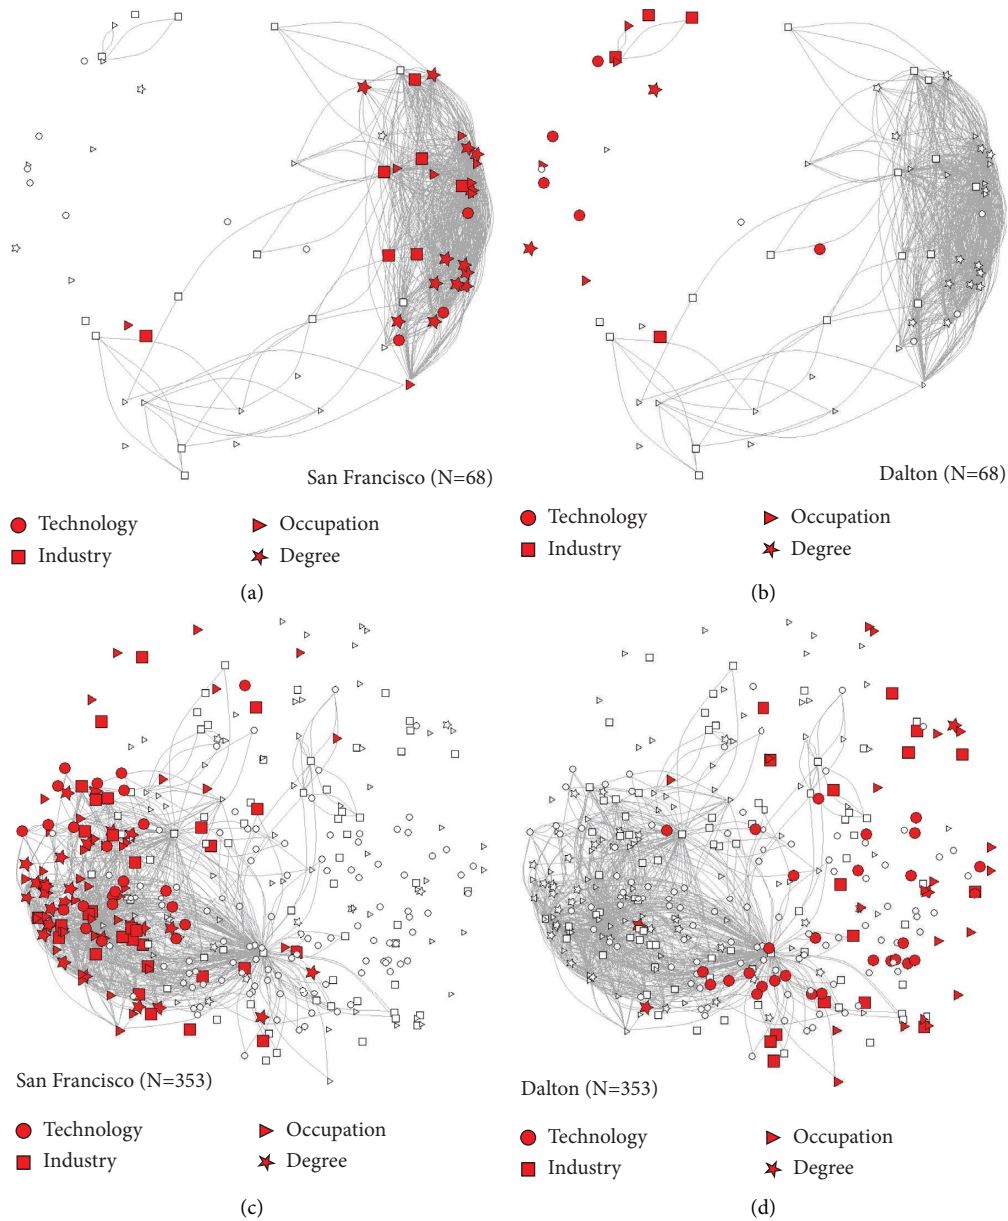 San Francisco (N=68)
Technology
Occupation
Industry
Degree
(a)
Dalton (N=68)
Technology
Occupation
Industry
Degree
(b)
San Francisco (N=353)
Technology
Occupation
Industry
Degree
(c)
Dalton (N=353)
Technology
Occupation
Industry
Degree
(d)